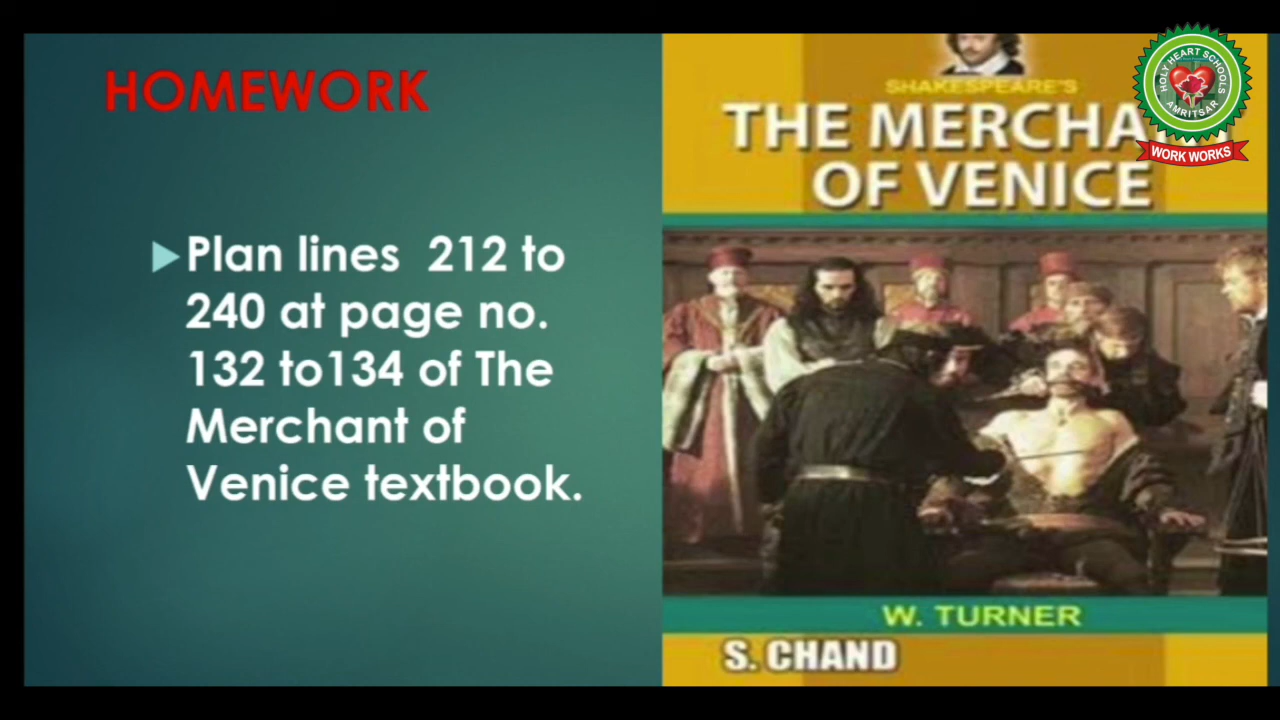 HOMEWORK
Plan lines 212 to
240 at page no.
132 to134 of The
Merchant of
Venice textbook.
SHAKESPEARE'S
THE MERCHA
OF VENICE
W. TURNER
S. CHAND
HOLY HEART SCHOOLS
AMRITSAR
WORK WORKS